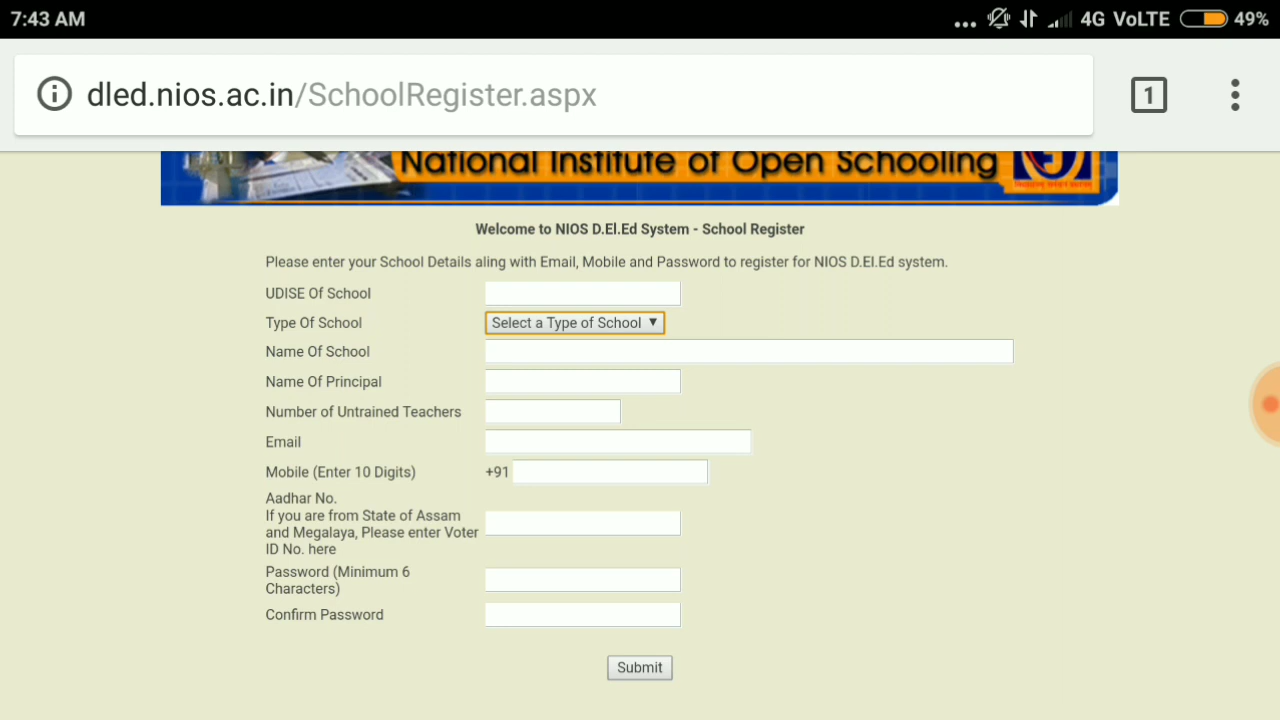 7:43 AM
... 4G VoLTE 49%
dled.nios.ac.in/SchoolRegister.aspx
1
National Institute of Open Schooling
Welcome to NIOS D.El.Ed System - School Register
Please enter your School Details aling with Email, Mobile and Password to register for NIOS D.El.Ed system.
UDISE Of School
Type Of School Select a Type of School
Name Of School
Name Of Principal
Number of Untrained Teachers
Email
Mobile (Enter 10 Digits) +91
Aadhar No.
If you are from State of Assam
and Megalaya, Please enter Voter
ID No. here
Password (Minimum 6
Characters)
Confirm Password
Submit